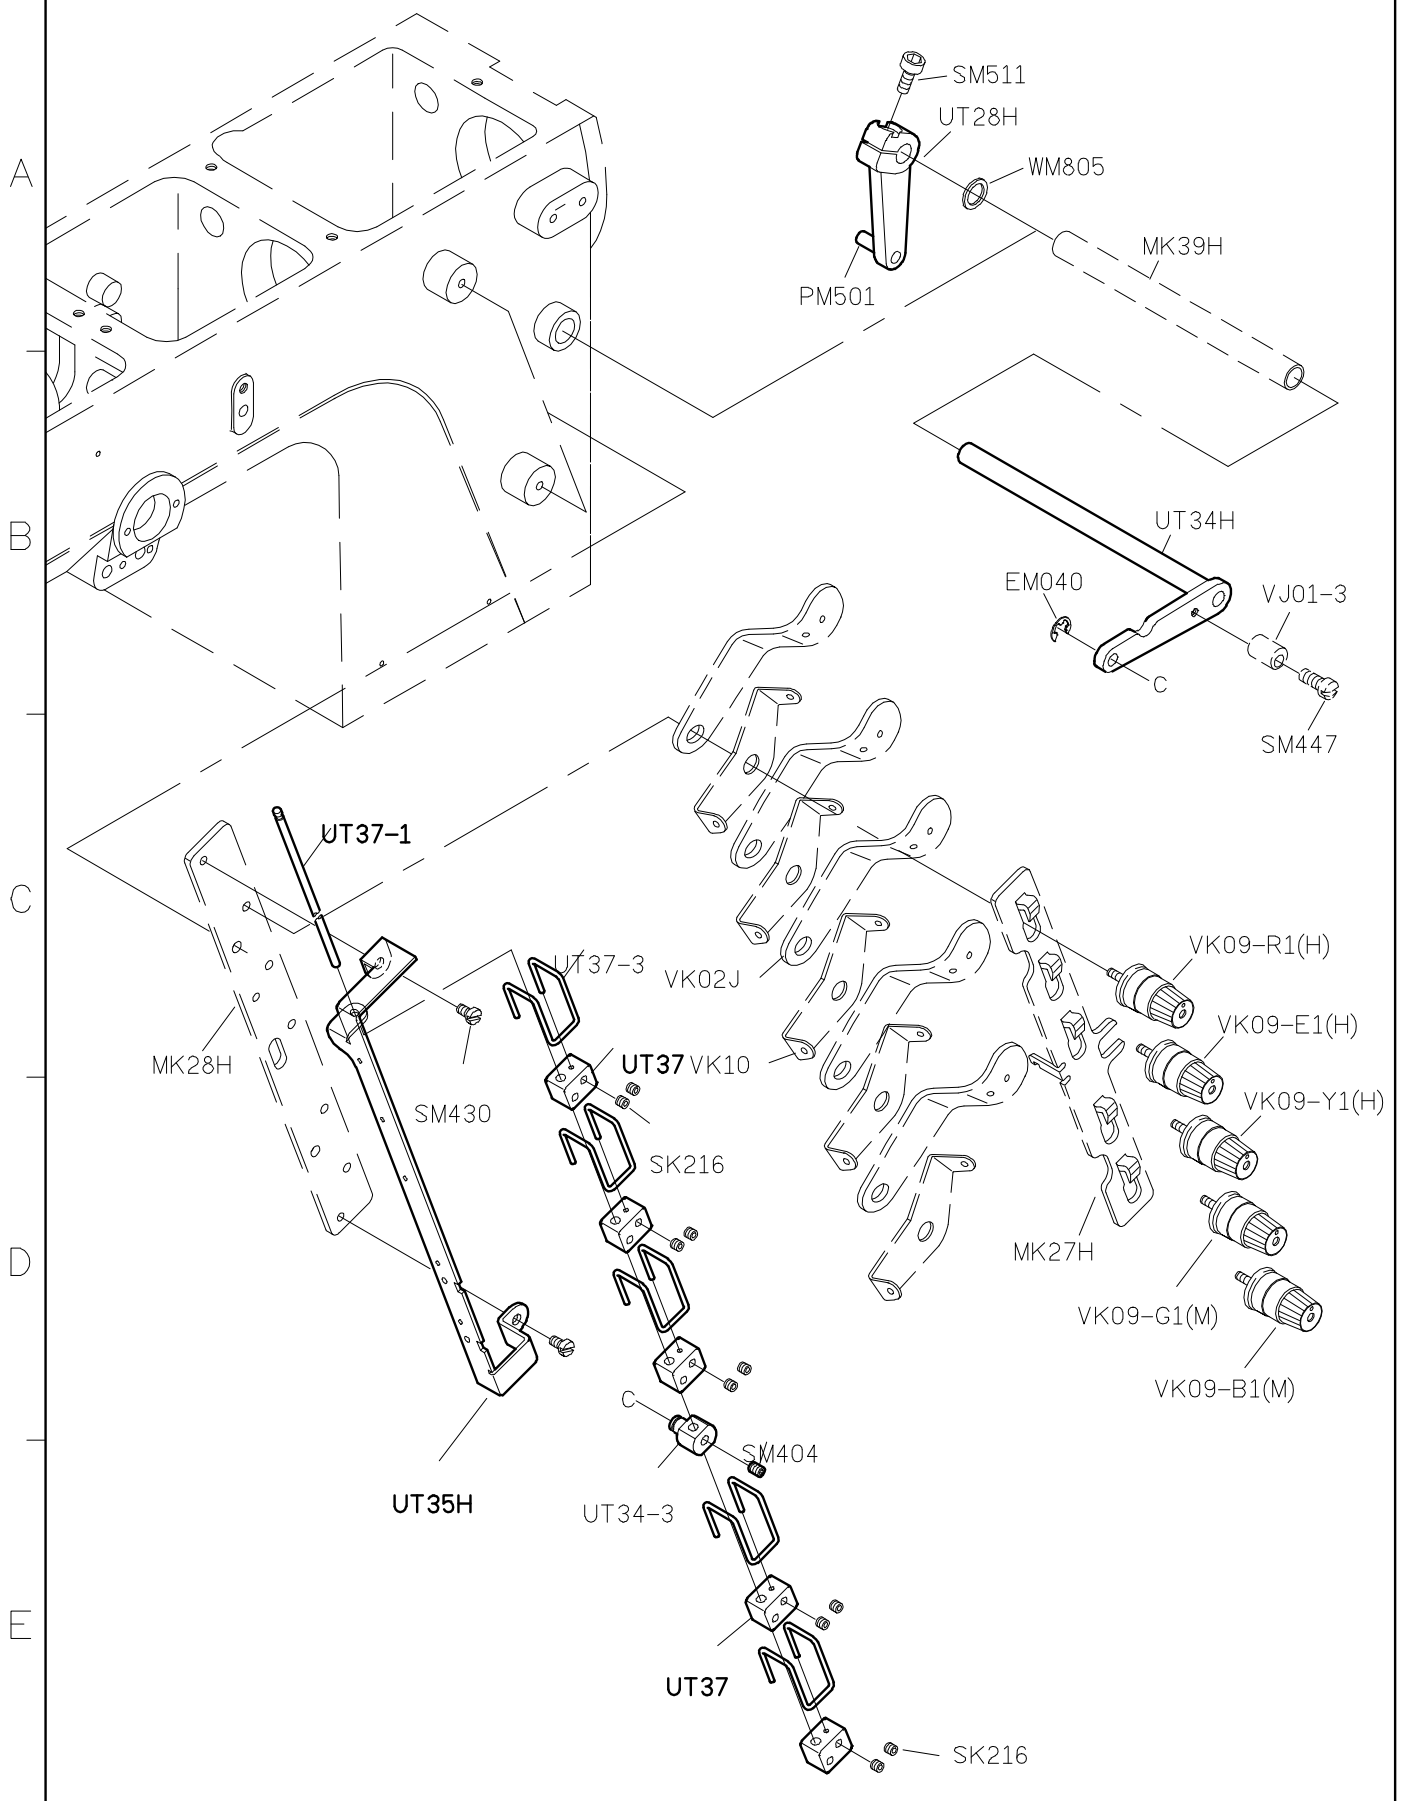 SM511
UT28H
A
WM805
MK39H
PM501
UT34H
B
EM040
VJ01-3
C
SM447
UT37-1
C
VK09-R1(H)
UT37-3
VK02J
VK09-E1(H)
MK28H
UT37
VK10
VK09-Y1(H)
SM430
SK216
MK27H
D
VK09-G1(M)
VK09-B1(M)
C
SM404
UT35H
UT34-3
E
UT37
SK216